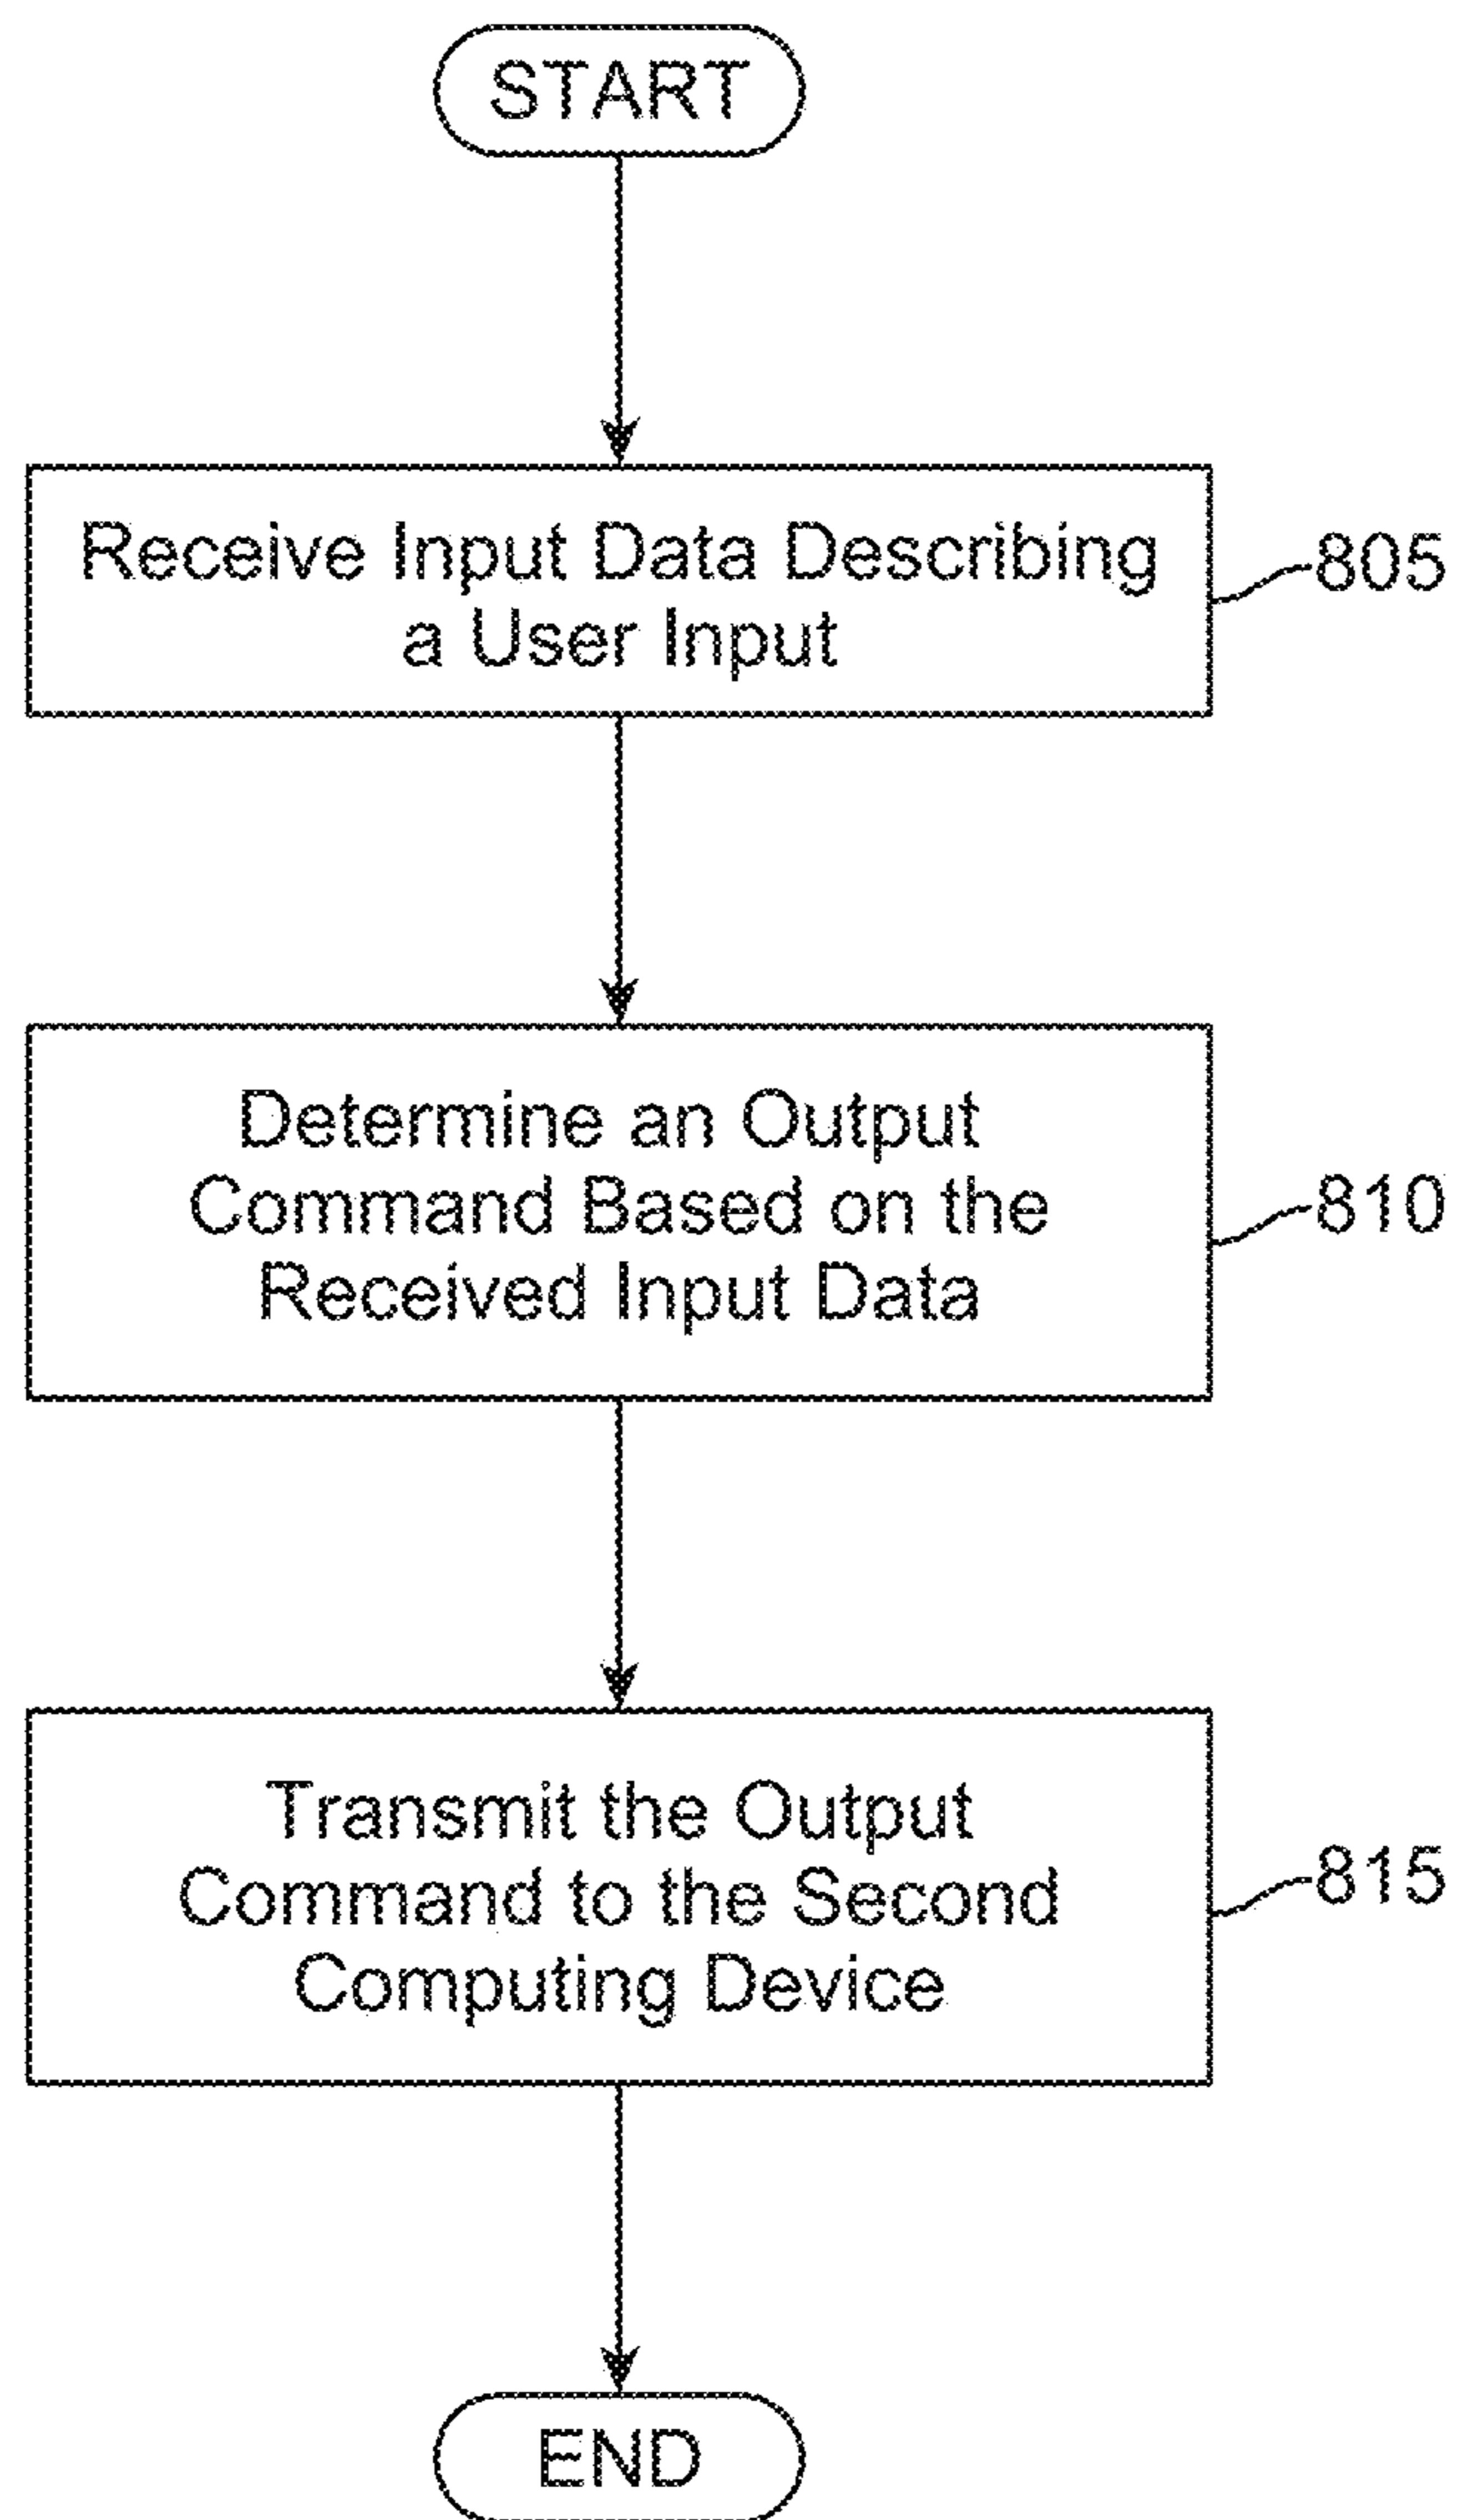 START
Receive Input Data Describing
a User Input
805
Determine an Output
Command Based on the
Received Input Data
810
Transmit the Output
Command to the Second
Computing Device
815
END